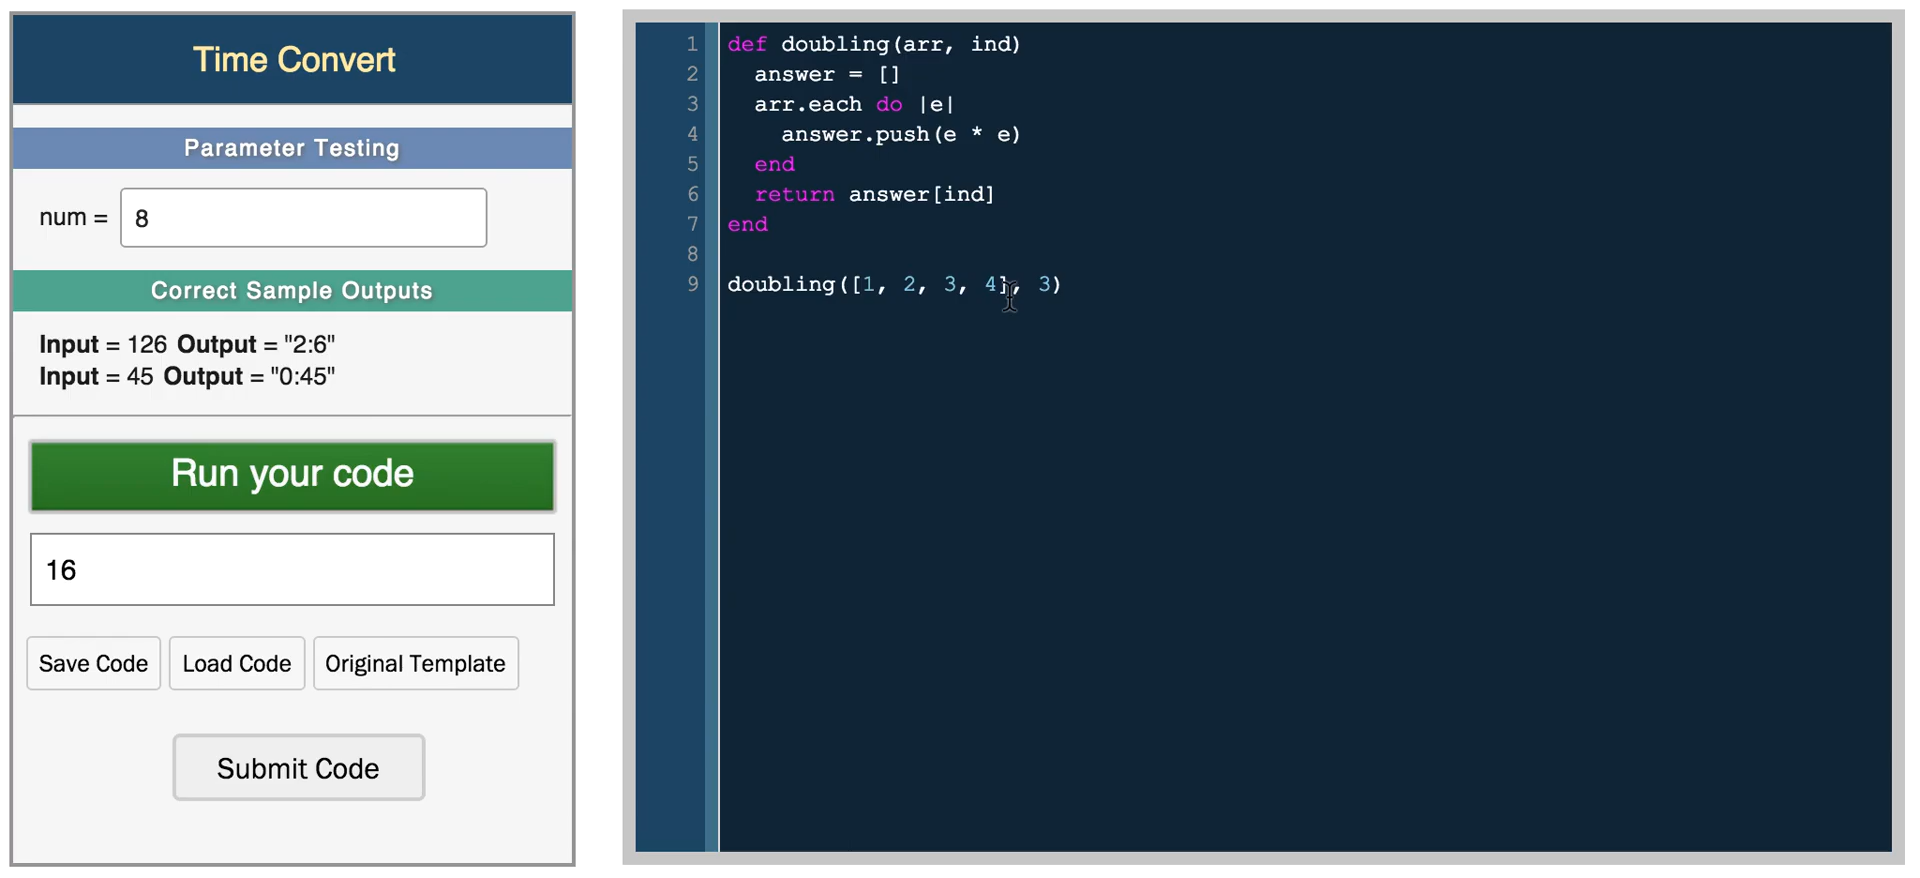 Time Convert
Parameter Testing
num = 8
Correct Sample Outputs
Input = 126 Output = "2:6"
Input = 45 Output = "0:45"
Run your code
16
Save Code Load Code Original Template
Submit Code
1 def doubling(arr, ind)
2   answer = []
3   arr.each do |e|
4     answer.push(e * e)
5   end
6   return answer[ind]
7 end
8
9 doubling([1, 2, 3, 4], 3)